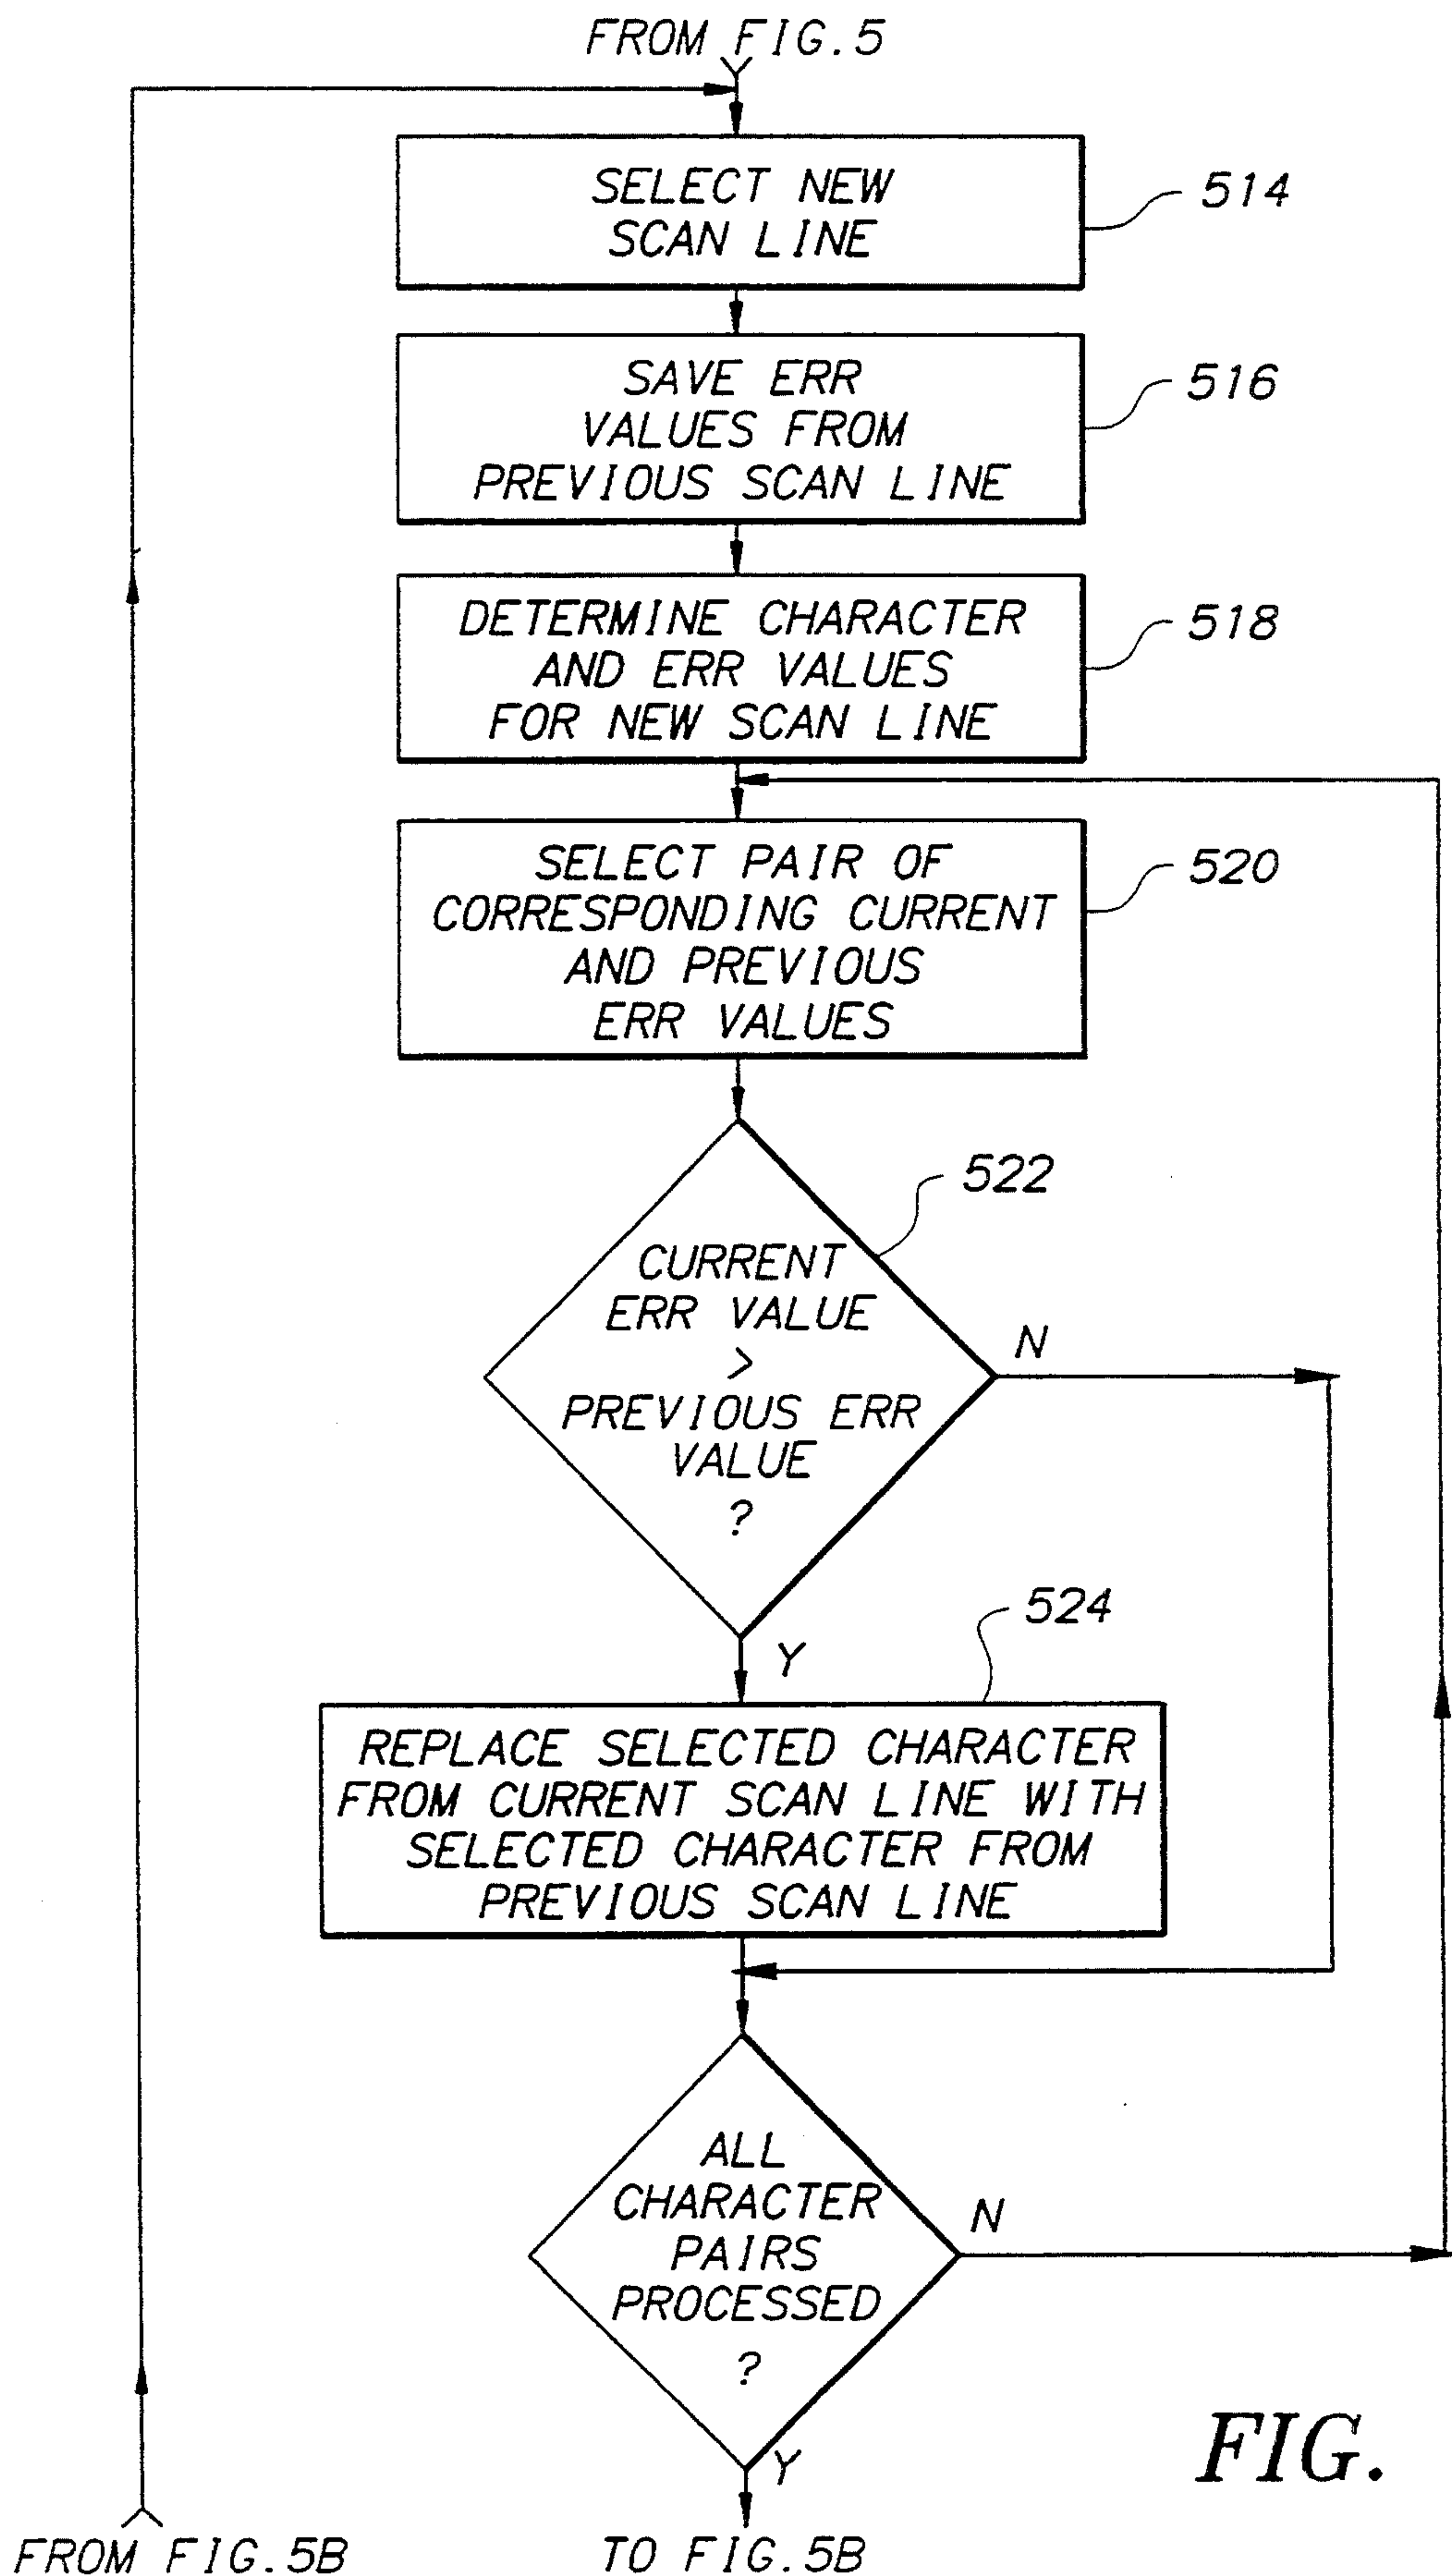 FROM FIG.5
SELECT NEW
SCAN LINE
514
SAVE ERR
VALUES FROM
PREVIOUS SCAN LINE
516
DETERMINE CHARACTER
AND ERR VALUES
FOR NEW SCAN LINE
518
SELECT PAIR OF
CORRESPONDING CURRENT
AND PREVIOUS
ERR VALUES
520
522
CURRENT
ERR VALUE
>
PREVIOUS ERR
VALUE
?
N
Y
524
REPLACE SELECTED CHARACTER
FROM CURRENT SCAN LINE WITH
SELECTED CHARACTER FROM
PREVIOUS SCAN LINE
ALL
CHARACTER
PAIRS
PROCESSED
?
N
Y
FIG.
FROM FIG.5B
TO FIG.5B